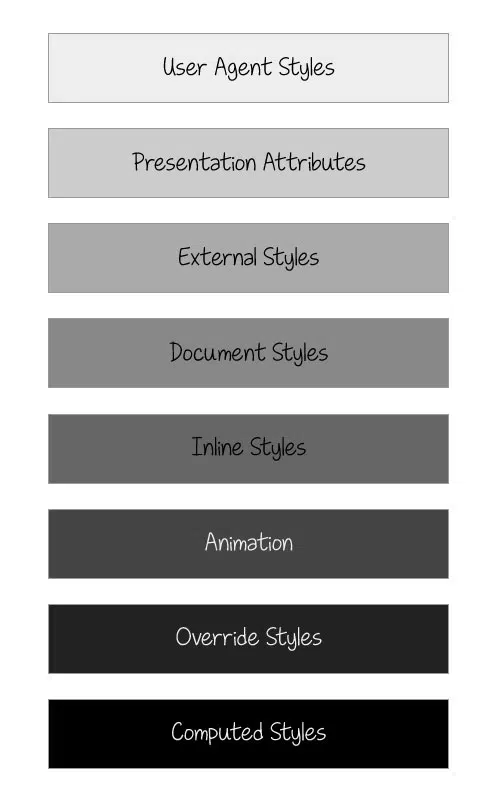 User Agent Styles
Presentation Attributes
External Styles
Document Styles
Inline Styles
Animation
Override Styles
Computed Styles